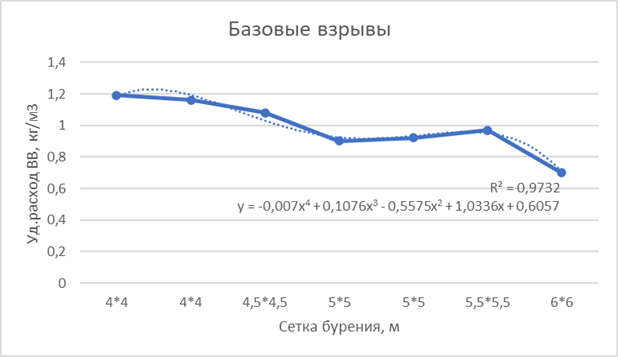 Базовые взрывы
Уд.расход ВВ, кг/м3
1,4
1,2
1
0,8
0,6
0,4
0,2
0
R² = 0,9732
y = -0,007x⁴ + 0,1076x³ - 0,5575x² + 1,0336x + 0,6057
4*4 4*4 4,5*4,5 5*5 5*5 5,5*5,5 6*6
Сетка бурения, м